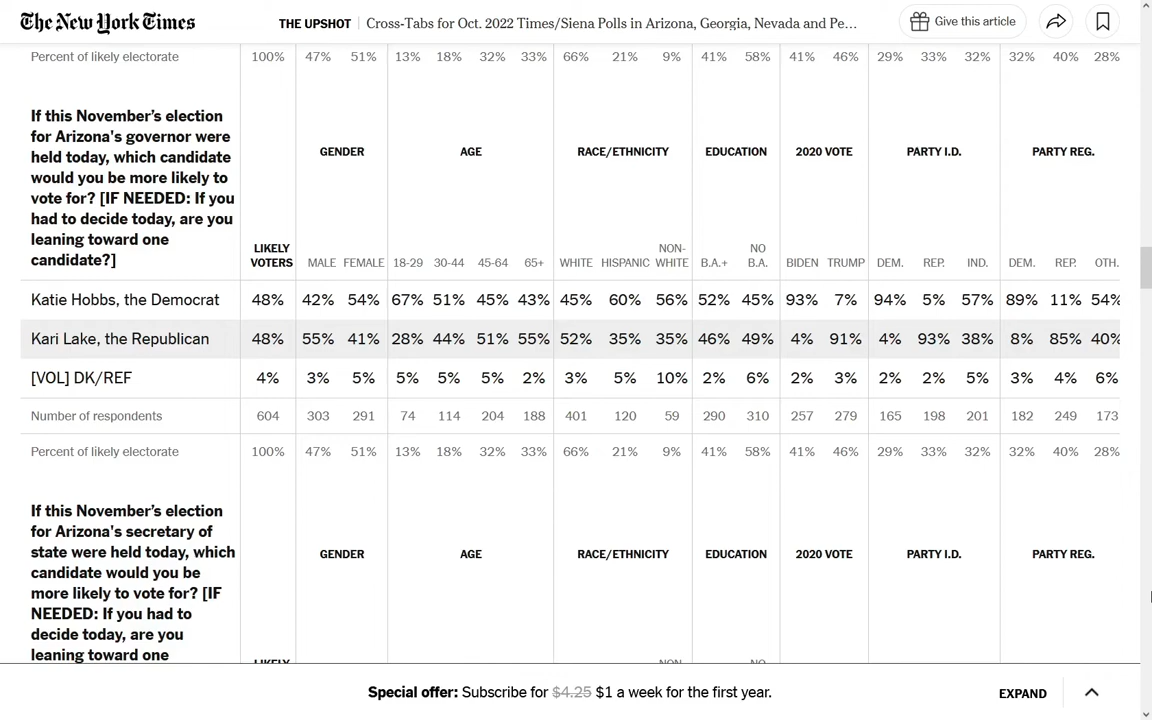 The New York Times THE UPSHOT Cross-Tabs for Oct. 2022 Times/Siena Polls in Arizona, Georgia, Nevada and Pe… Give this article
Percent of likely electorate 100% 47% 51% 13% 18% 32% 33% 66% 21% 9% 41% 58% 41% 46% 29% 33% 32% 32% 40% 28%
If this November's election
for Arizona's governor were
held today, which candidate
would you be more likely to
vote for? [IF NEEDED: If you
had to decide today, are you
leaning toward one
candidate?]
GENDER AGE RACE/ETHNICITY EDUCATION 2020 VOTE PARTY I.D. PARTY REG.
LIKELY NON- NO
VOTERS MALE FEMALE 18-29 30-44 45-64 65+ WHITE HISPANIC WHITE B.A.+ B.A. BIDEN TRUMP DEM. REP. IND. DEM. REP. OTH.
Katie Hobbs, the Democrat 48% 42% 54% 67% 51% 45% 43% 45% 60% 56% 52% 45% 93% 7% 94% 5% 57% 89% 11% 54%
Kari Lake, the Republican 48% 55% 41% 28% 44% 51% 55% 52% 35% 35% 46% 49% 4% 91% 4% 93% 38% 8% 85% 40%
[VOL] DK/REF 4% 3% 5% 5% 5% 5% 2% 3% 5% 10% 2% 6% 2% 3% 2% 2% 5% 3% 4% 6%
Number of respondents 604 303 291 74 114 204 188 401 120 59 290 310 257 279 165 198 201 182 249 173
Percent of likely electorate 100% 47% 51% 13% 18% 32% 33% 66% 21% 9% 41% 58% 41% 46% 29% 33% 32% 32% 40% 28%
If this November's election
for Arizona's secretary of
state were held today, which
candidate would you be
more likely to vote for? [IF
NEEDED: If you had to
decide today, are you
leaning toward one
GENDER AGE RACE/ETHNICITY EDUCATION 2020 VOTE PARTY I.D. PARTY REG.
LIKELY NON- NO
Special offer: Subscribe for $4.25 $1 a week for the first year. EXPAND